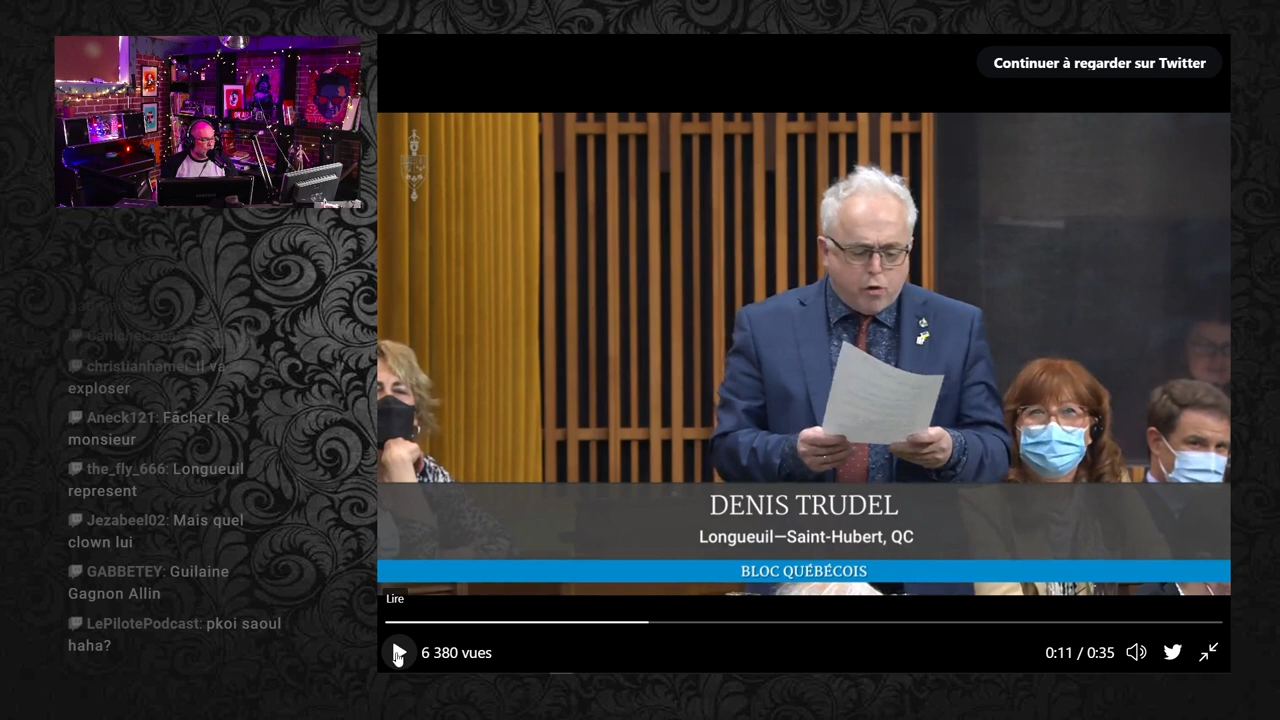 Continuer à regarder sur Twitter
christianhamel: Il va
exploser
Aneck121: Fâcher le
monsieur
the_fly_666: Longueuil
represent
Jezabeel02: Mais quel
clown lui
GABBETEY: Guilaine
Gagnon Allin
LePilotePodcast: pkoi saoul
haha?
DENIS TRUDEL
Longueuil—Saint-Hubert, QC
BLOC QUÉBÉCOIS
Lire
6 380 vues
0:11 / 0:35